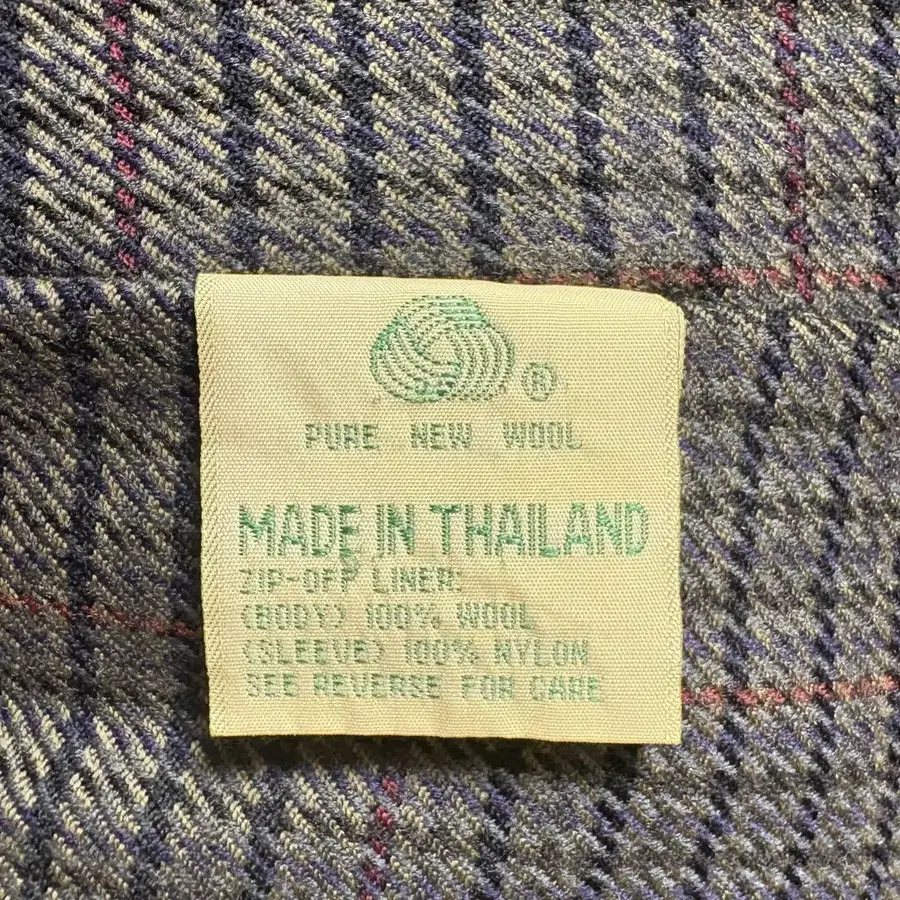 ®
PURE NEW WOOL
MADE IN THAILAND
ZIP-OFF LINER:
(BODY) 100% WOOL
(SLEEVE) 100% NYLON
SEE REVERSE FOR CARE